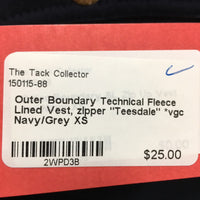 The Tack Collector
150115-88
Outer Boundary Technical Fleece
Lined Vest, zipper "Teesdale" *vgc
Navy/Grey XS
2WPD3B
$25.00